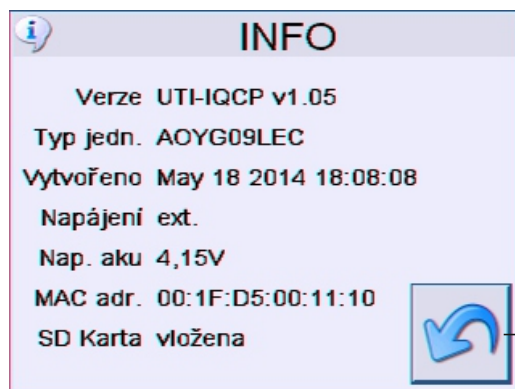 INFO
Verze UTI-IQCP v1.05
Typ jedn. AOYG09LEC
Vytvořeno May 18 2014 18:08:08
Napájení ext.
Nap. aku 4,15V
MAC adr. 00:1F:D5:00:11:10
SD Karta vložena